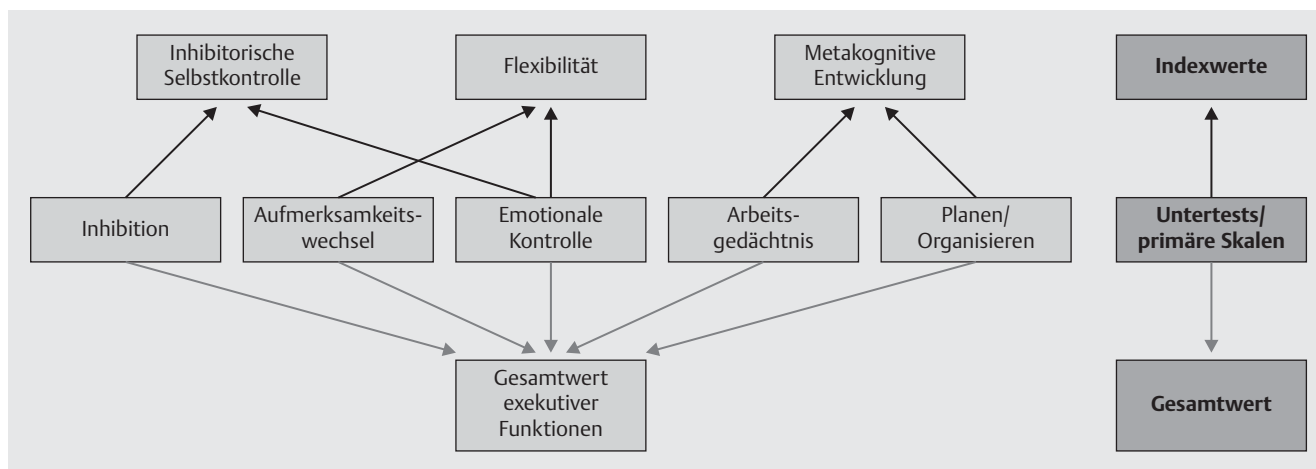 Inhibitorische
Selbstkontrolle
Flexibilität
Metakognitive
Entwicklung
Indexwerte
Inhibition
Aufmerksamkeits-
wechsel
Emotionale
Kontrolle
Arbeits-
gedächtnis
Planen/
Organisieren
Untertests/
primäre Skalen
Gesamtwert
exekutiver
Funktionen
Gesamtwert